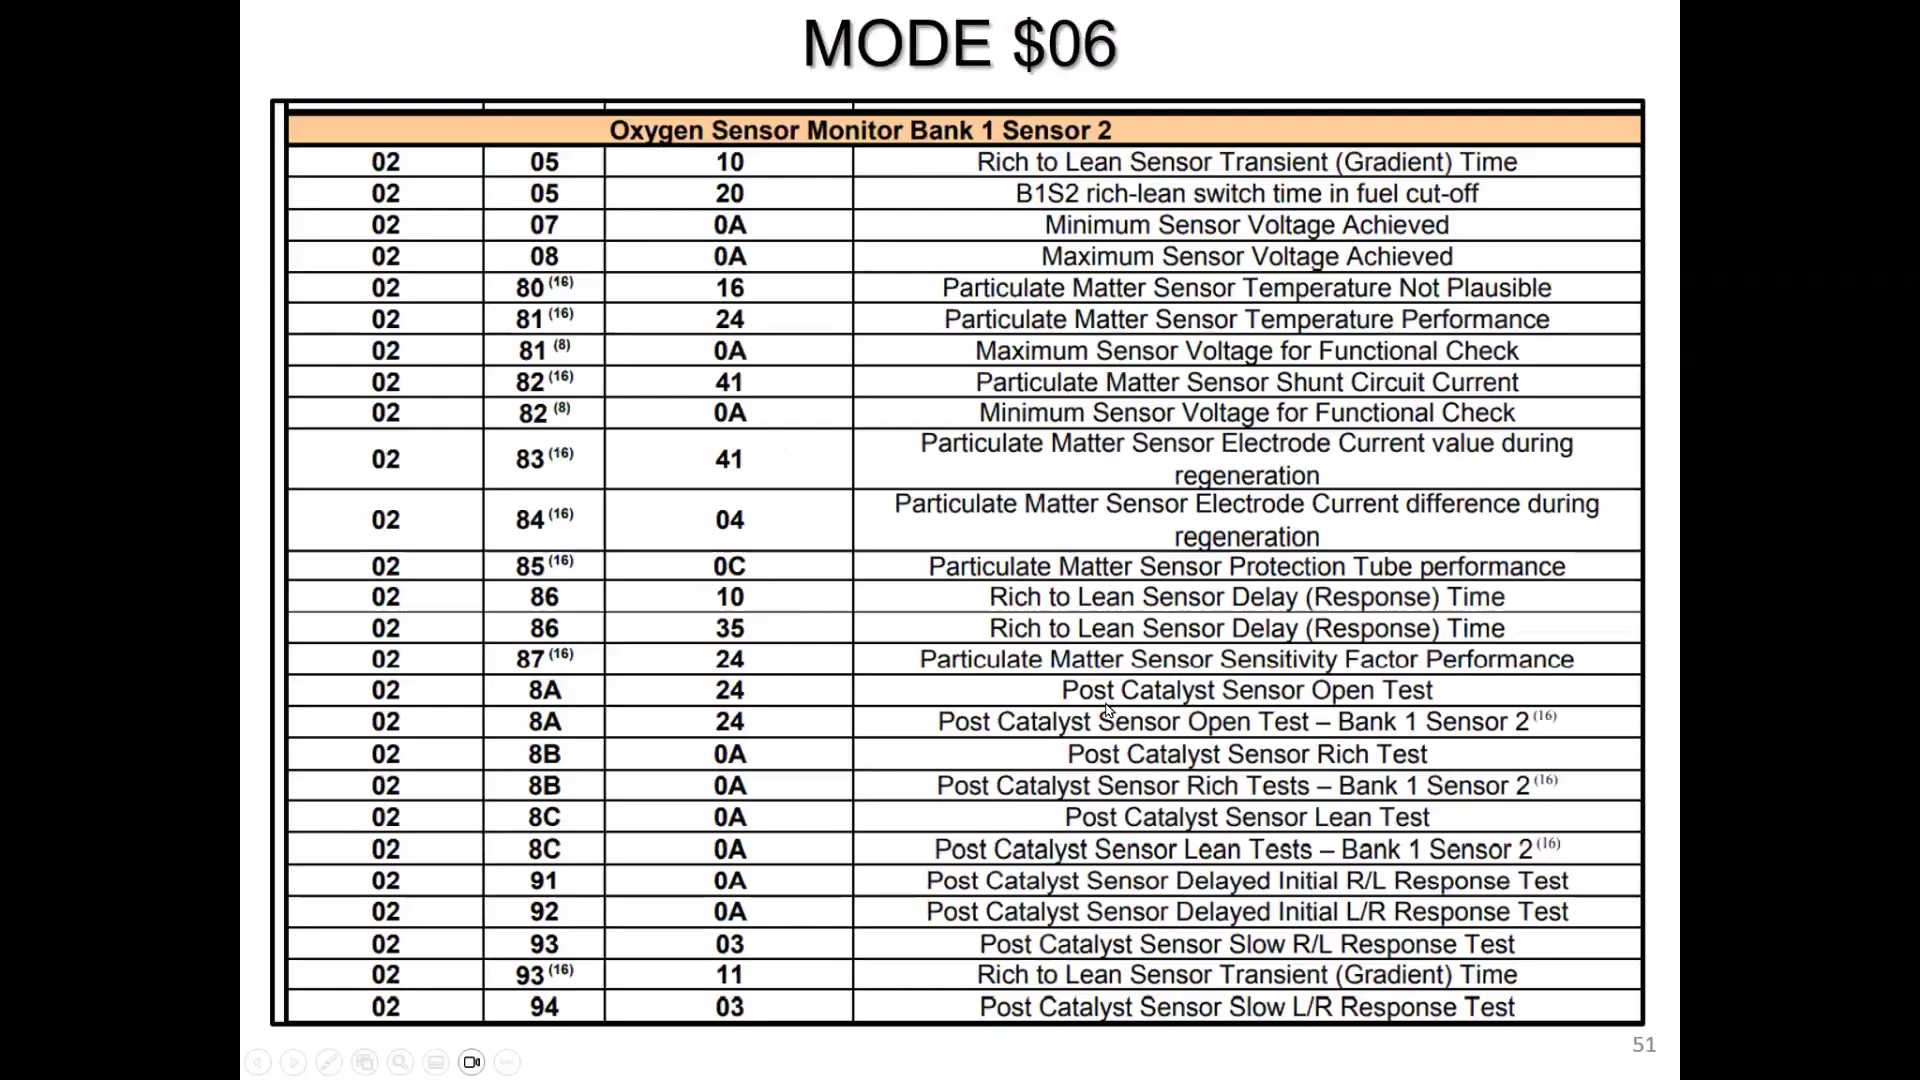 MODE $06
Oxygen Sensor Monitor Bank 1 Sensor 2
02 05 10 Rich to Lean Sensor Transient (Gradient) Time
02 05 20 B1S2 rich-lean switch time in fuel cut-off
02 07 0A Minimum Sensor Voltage Achieved
02 08 0A Maximum Sensor Voltage Achieved
02 80 (16) 16 Particulate Matter Sensor Temperature Not Plausible
02 81 (16) 24 Particulate Matter Sensor Temperature Performance
02 81 (8) 0A Maximum Sensor Voltage for Functional Check
02 82 (16) 41 Particulate Matter Sensor Shunt Circuit Current
02 82 (8) 0A Minimum Sensor Voltage for Functional Check
02 83 (16) 41 Particulate Matter Sensor Electrode Current value during
regeneration
02 84 (16) 04 Particulate Matter Sensor Electrode Current difference during
regeneration
02 85 (16) 0C Particulate Matter Sensor Protection Tube performance
02 86 10 Rich to Lean Sensor Delay (Response) Time
02 86 35 Rich to Lean Sensor Delay (Response) Time
02 87 (16) 24 Particulate Matter Sensor Sensitivity Factor Performance
02 8A 24 Post Catalyst Sensor Open Test
02 8A 24 Post Catalyst Sensor Open Test – Bank 1 Sensor 2 (16)
02 8B 0A Post Catalyst Sensor Rich Test
02 8B 0A Post Catalyst Sensor Rich Tests – Bank 1 Sensor 2 (16)
02 8C 0A Post Catalyst Sensor Lean Test
02 8C 0A Post Catalyst Sensor Lean Tests – Bank 1 Sensor 2 (16)
02 91 0A Post Catalyst Sensor Delayed Initial R/L Response Test
02 92 0A Post Catalyst Sensor Delayed Initial L/R Response Test
02 93 03 Post Catalyst Sensor Slow R/L Response Test
02 93 (16) 11 Rich to Lean Sensor Transient (Gradient) Time
02 94 03 Post Catalyst Sensor Slow L/R Response Test
51